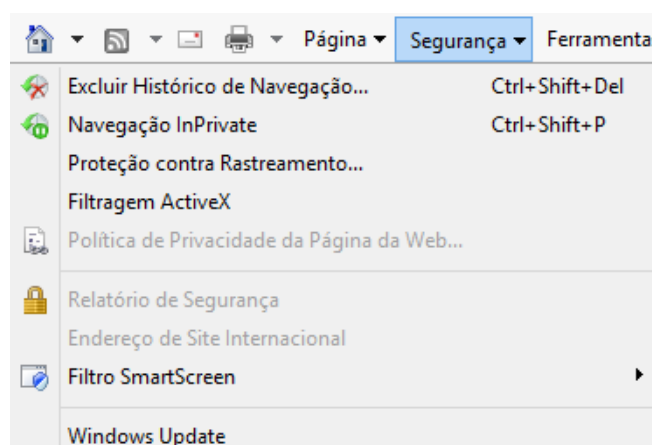 Página Segurança Ferramenta
Excluir Histórico de Navegação... Ctrl+Shift+Del
Navegação InPrivate Ctrl+Shift+P
Proteção contra Rastreamento...
Filtragem ActiveX
Política de Privacidade da Página da Web...
Relatório de Segurança
Endereço de Site Internacional
Filtro SmartScreen
Windows Update